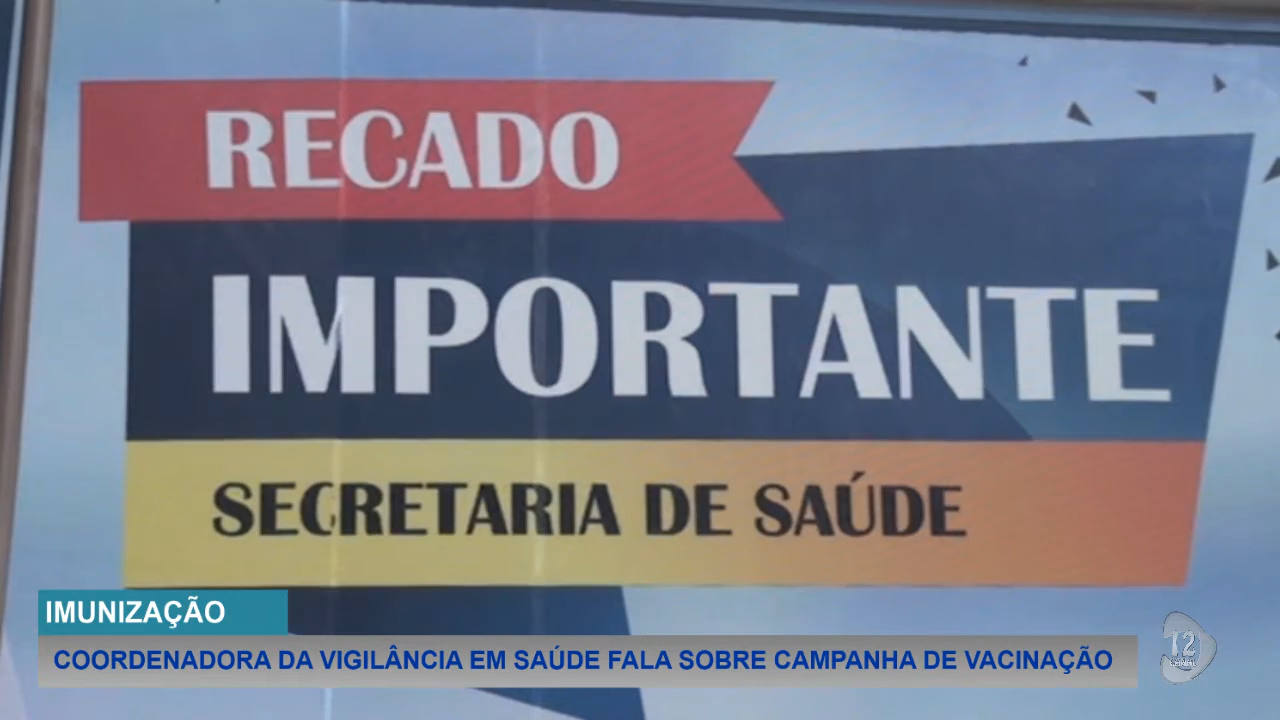 RECADO
IMPORTANTE
SECRETARIA DE SAÚDE
IMUNIZAÇÃO
COORDENADORA DA VIGILÂNCIA EM SAÚDE FALA SOBRE CAMPANHA DE VACINAÇÃO
12